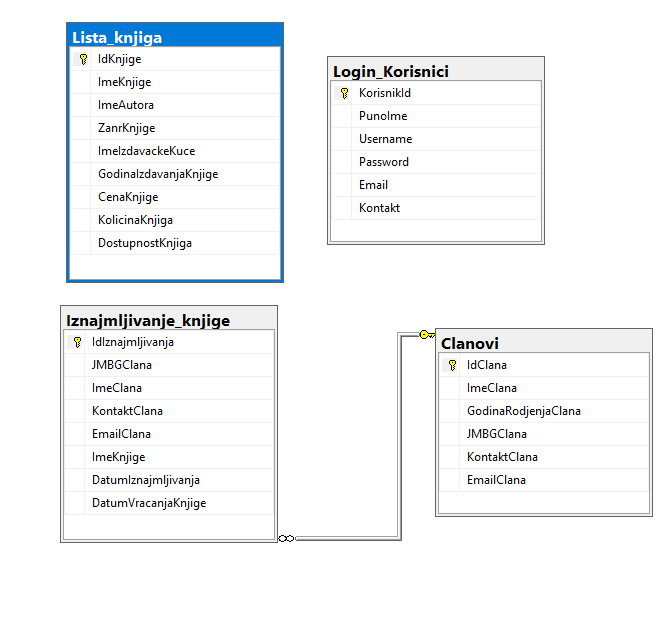 Lista_knjiga
IdKnjige
ImeKnjige
ImeAutora
ZanrKnjige
ImeIzdavackeKuce
GodinaIzdavanjaKnjige
CenaKnjige
KolicinaKnjiga
DostupnostKnjiga
Login_Korisnici
KorisnikId
PunoIme
Username
Password
Email
Kontakt
Iznajmljivanje_knjige
IdIznajmljivanja
JMBGClana
ImeClana
KontaktClana
EmailClana
ImeKnjige
DatumIznajmljivanja
DatumVracanjaKnjige
Clanovi
IdClana
ImeClana
GodinaRodjenjaClana
JMBGClana
KontaktClana
EmailClana